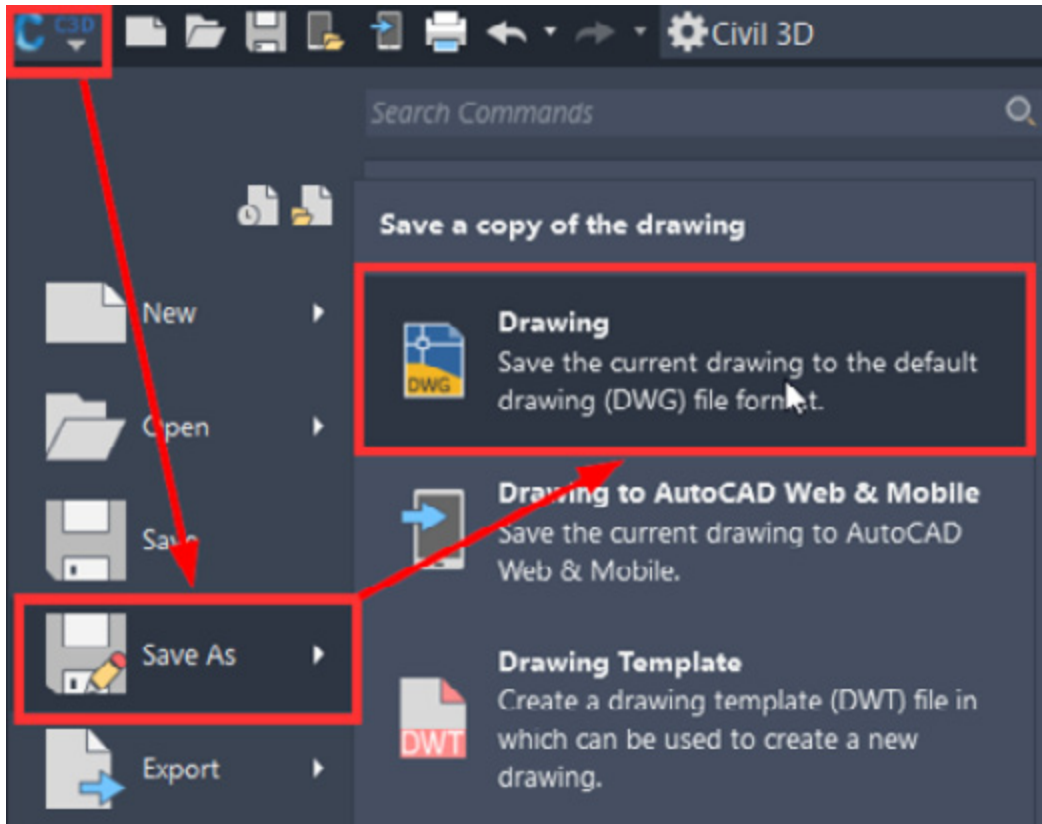 C C3D
Civil 3D
Search Commands
Save a copy of the drawing
New
Open
Save
Save As
Export
Drawing
Save the current drawing to the default
drawing (DWG) file format.
DWG
Drawing to AutoCAD Web & Mobile
Save the current drawing to AutoCAD
Web & Mobile.
Drawing Template
Create a drawing template (DWT) file in
which can be used to create a new
drawing.
DWT